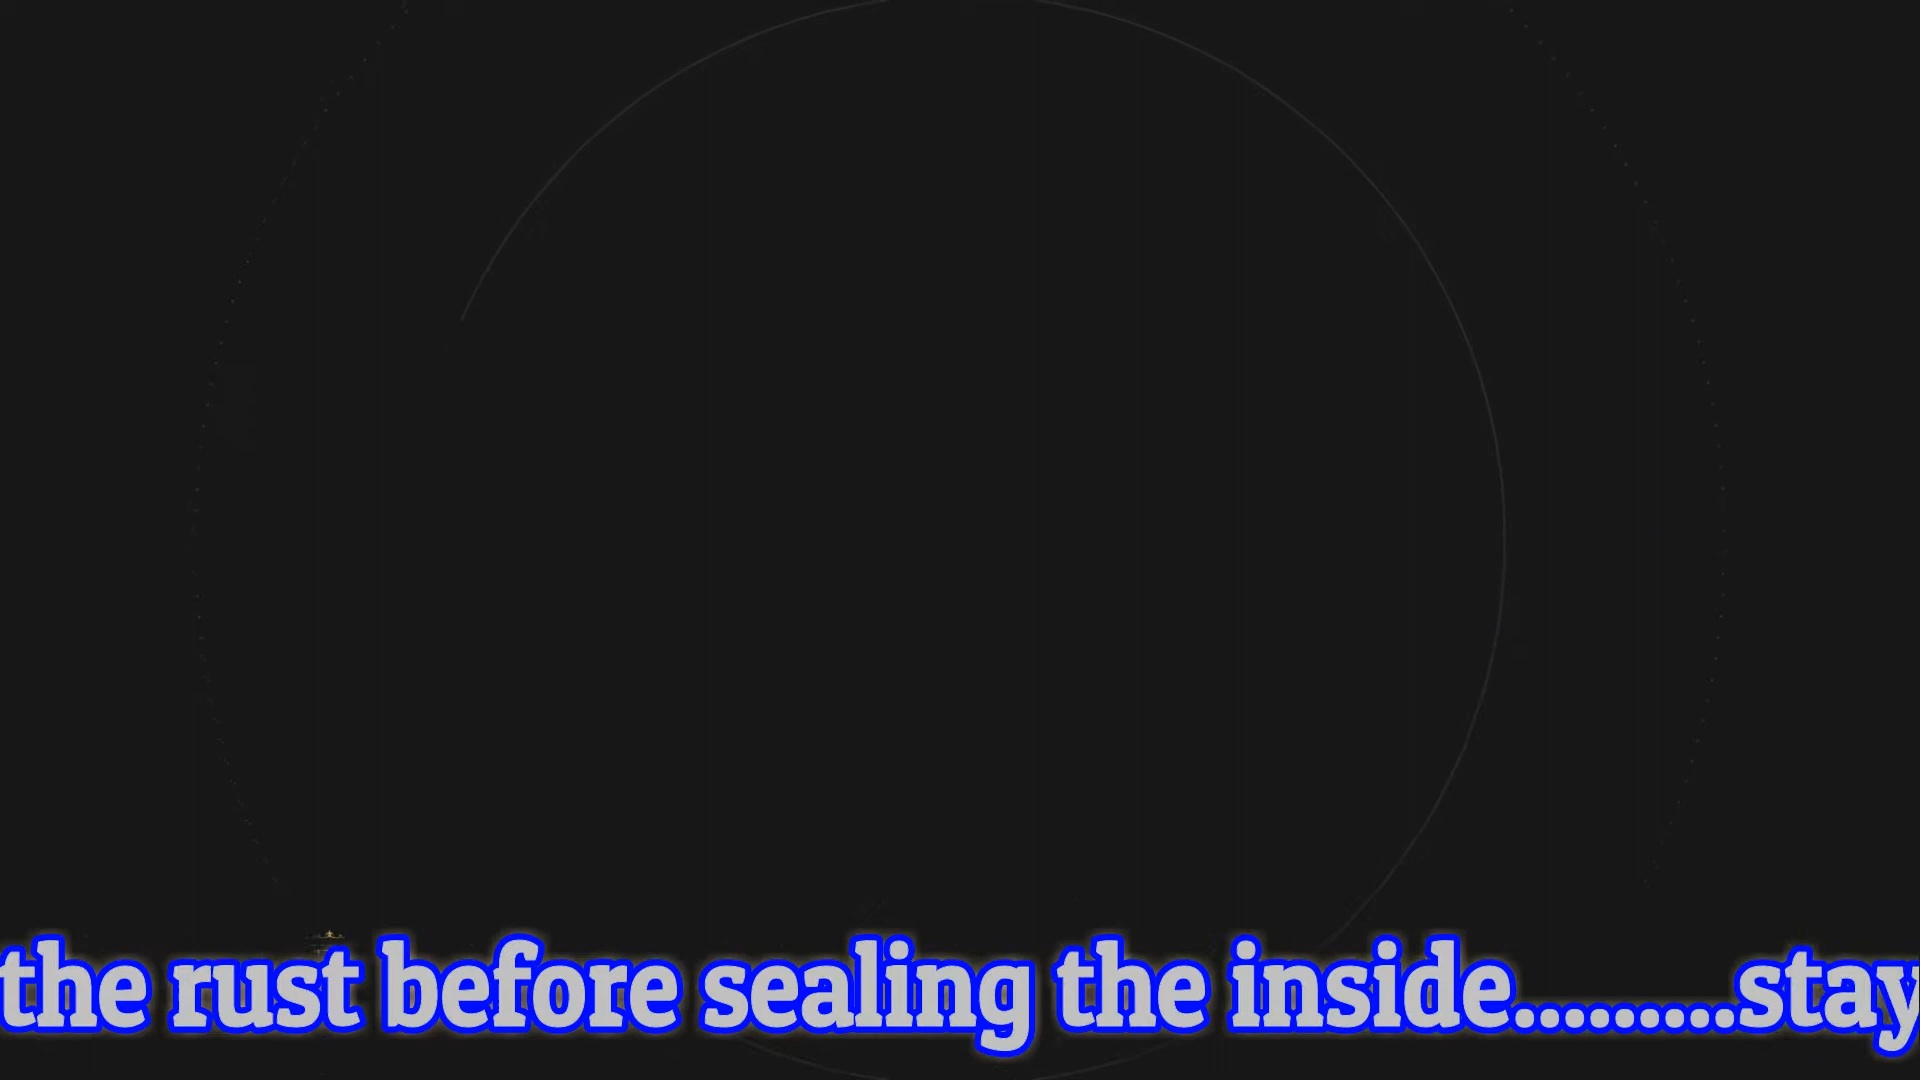 the rust before sealing the inside.........stay